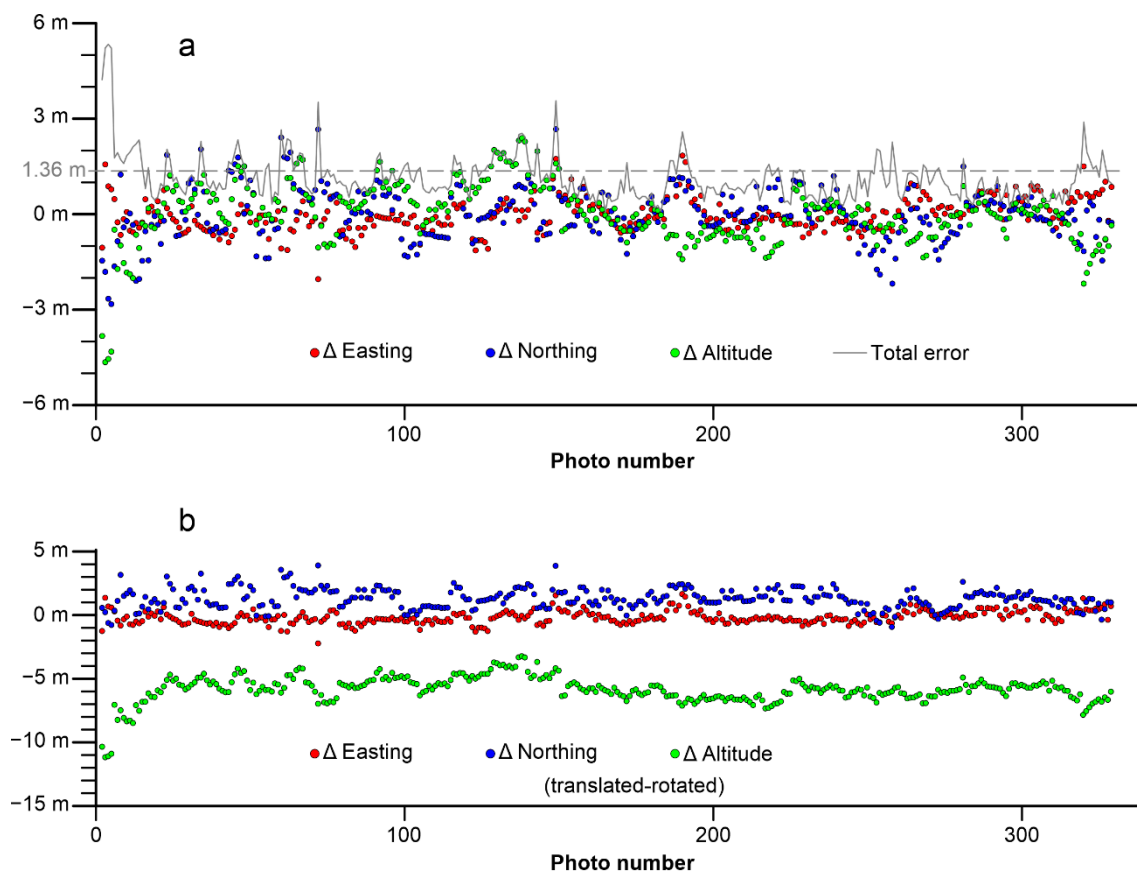 a
6 m
3 m
1.36 m
0 m
−3 m
−6 m
Δ Easting Δ Northing Δ Altitude Total error
0 100 200 300
Photo number
b
5 m
0 m
−5 m
−10 m
−15 m
Δ Easting Δ Northing Δ Altitude
(translated-rotated)
0 100 200 300
Photo number